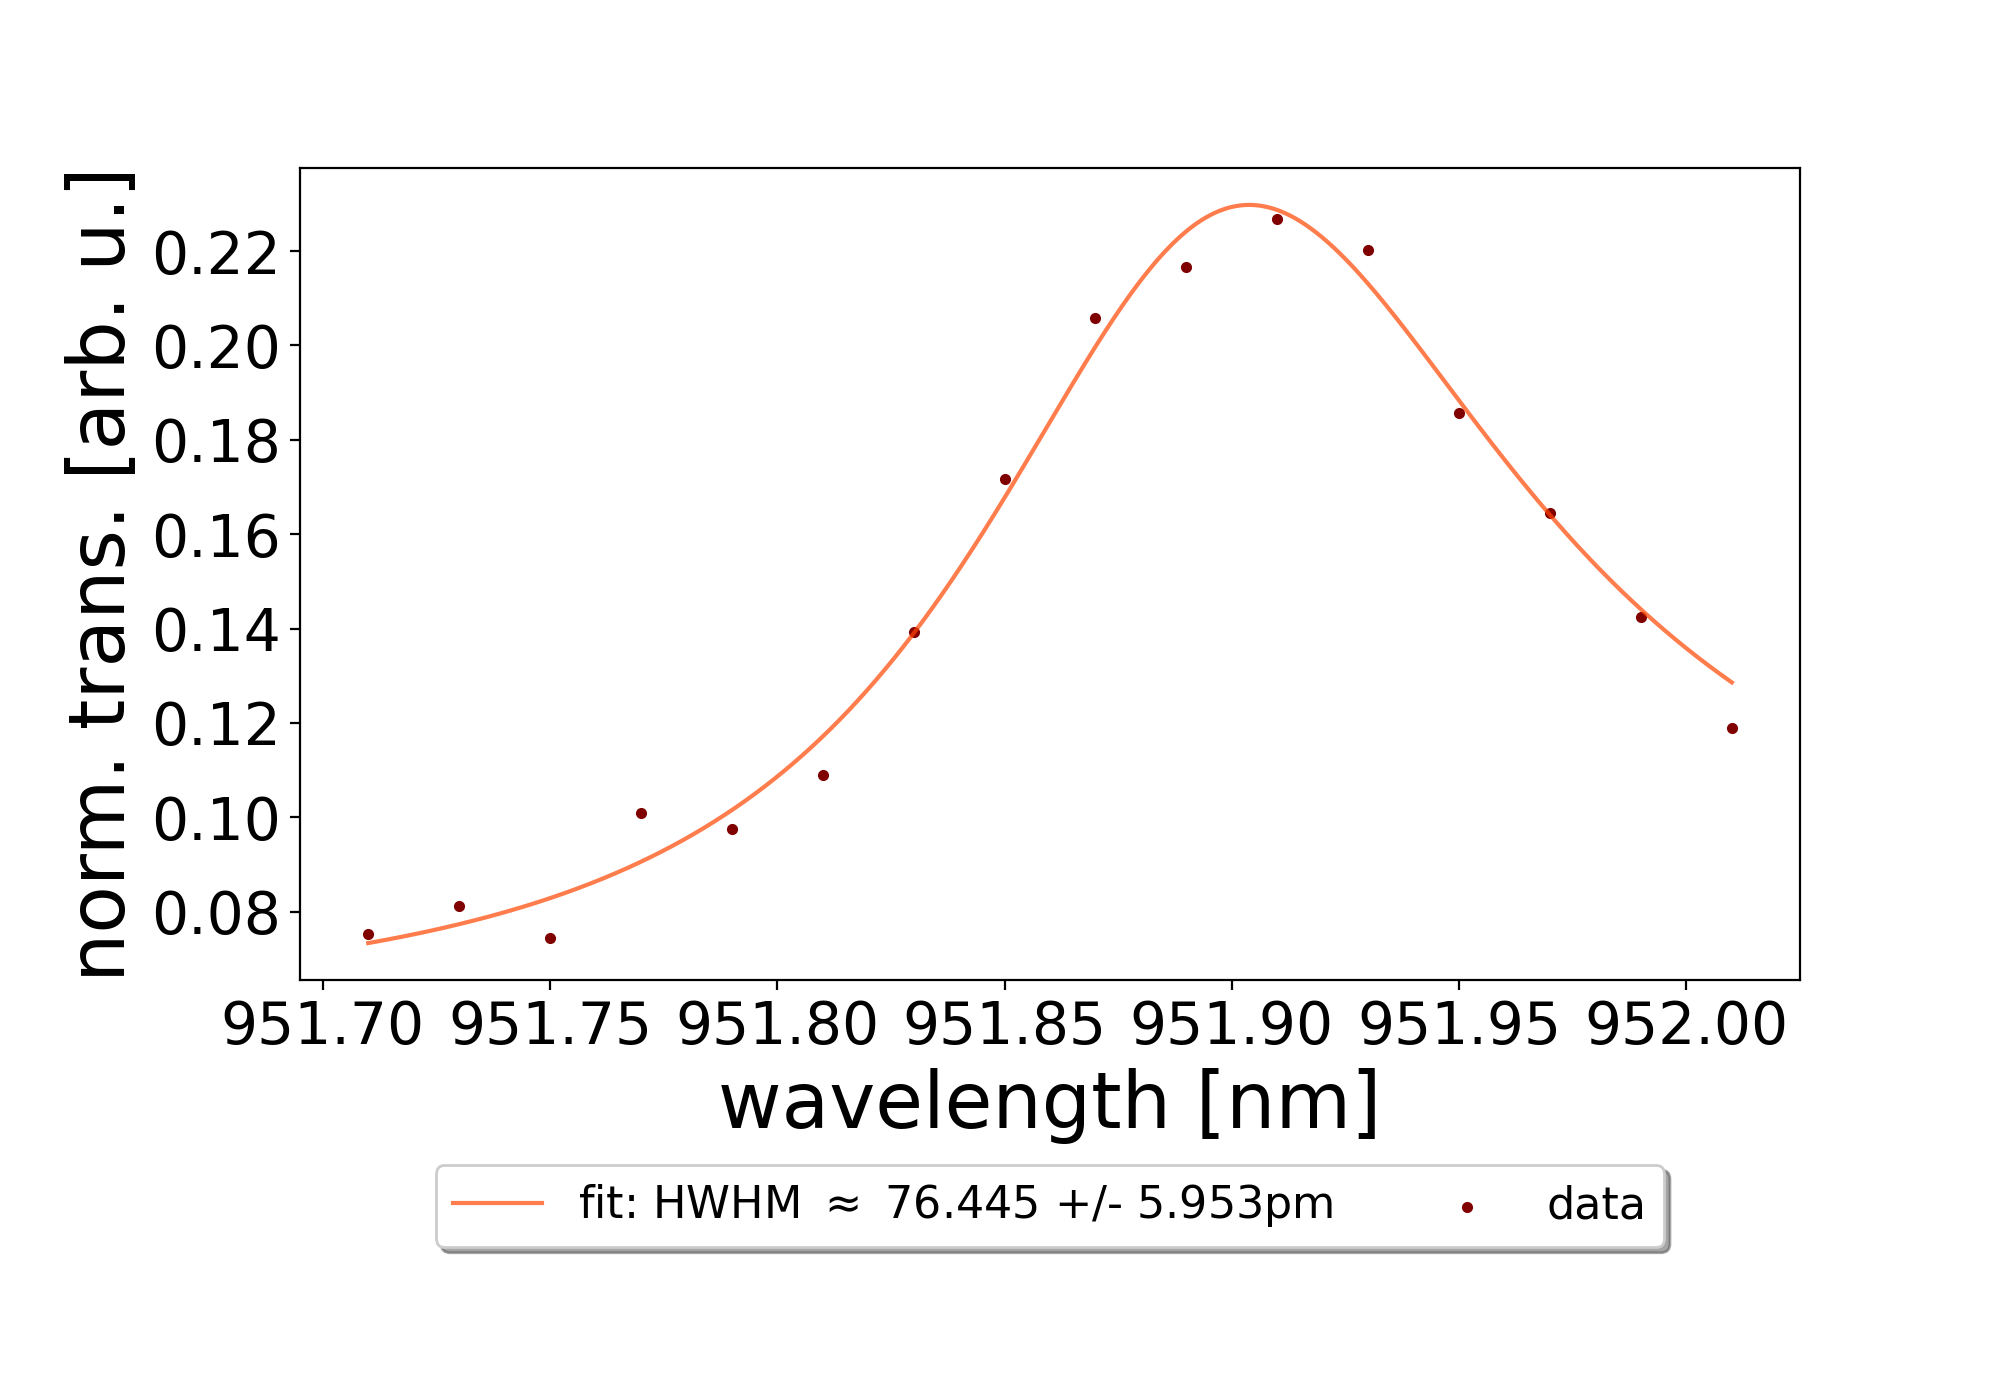 norm. trans. [arb. u.]
0.22
0.20
0.18
0.16
0.14
0.12
0.10
0.08
951.70 951.75 951.80 951.85 951.90 951.95 952.00
wavelength [nm]
fit: HWHM ≈ 76.445 +/- 5.953pm data